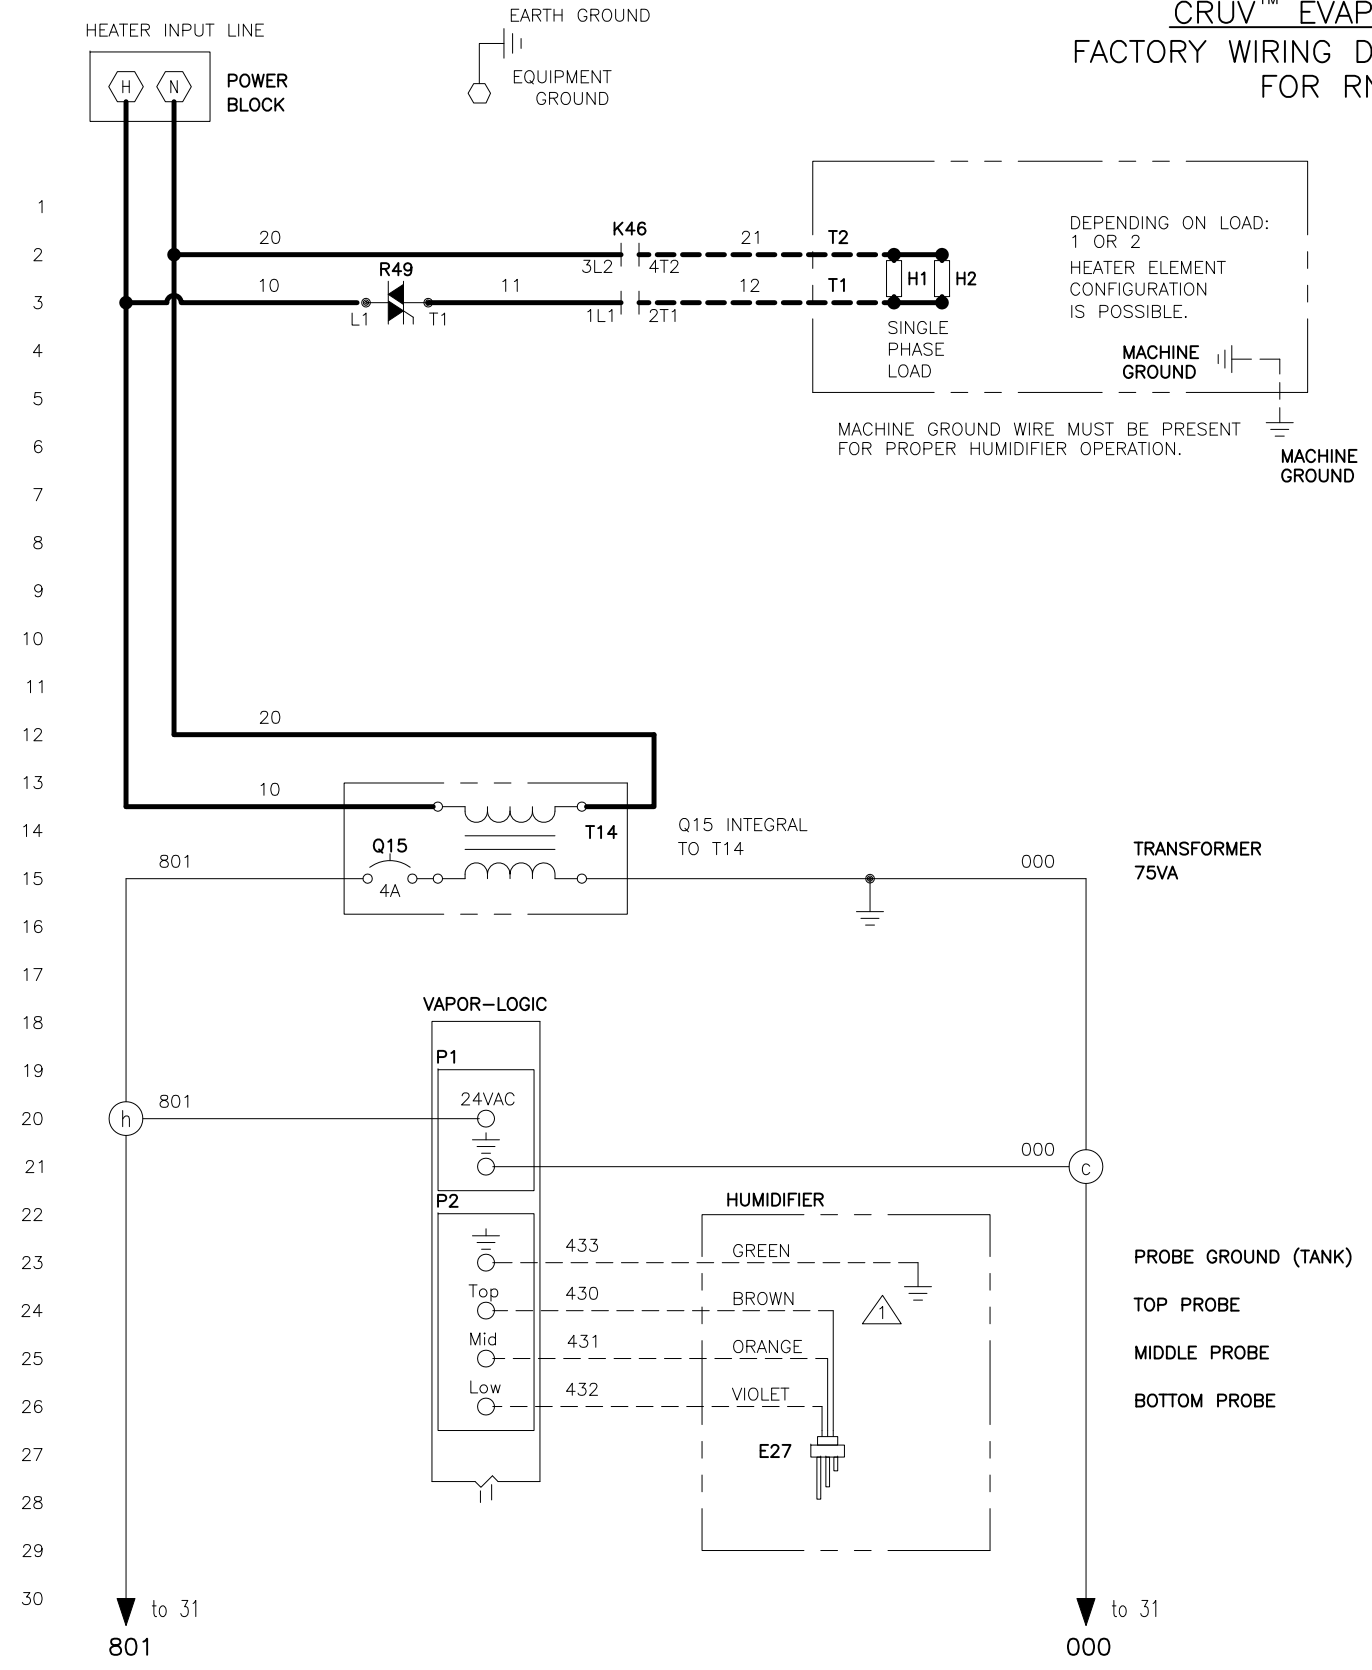 CRUV™ EVAP
FACTORY WIRING D
FOR RN
HEATER INPUT LINE
H N
POWER
BLOCK
EARTH GROUND
EQUIPMENT
GROUND
1
2
3
4
5
6
7
8
9
10
11
12
13
14
15
16
17
18
19
20
21
22
23
24
25
26
27
28
29
30
20
K46
3L2 4T2
21
T2
10
R49
L1 T1
11
1L1 2T1
12
T1
H1 H2
SINGLE
PHASE
LOAD
DEPENDING ON LOAD:
1 OR 2
HEATER ELEMENT
CONFIGURATION
IS POSSIBLE.
MACHINE
GROUND
MACHINE GROUND WIRE MUST BE PRESENT
FOR PROPER HUMIDIFIER OPERATION.
MACHINE
GROUND
20
10
T14
Q15 INTEGRAL
TO T14
801
Q15
4A
000
TRANSFORMER
75VA
VAPOR-LOGIC
P1
24VAC
h
801
000
c
P2
HUMIDIFIER
433 GREEN
PROBE GROUND (TANK)
Top
430 BROWN
1
TOP PROBE
Mid
431 ORANGE
MIDDLE PROBE
Low
432 VIOLET
BOTTOM PROBE
E27
to 31
801
to 31
000